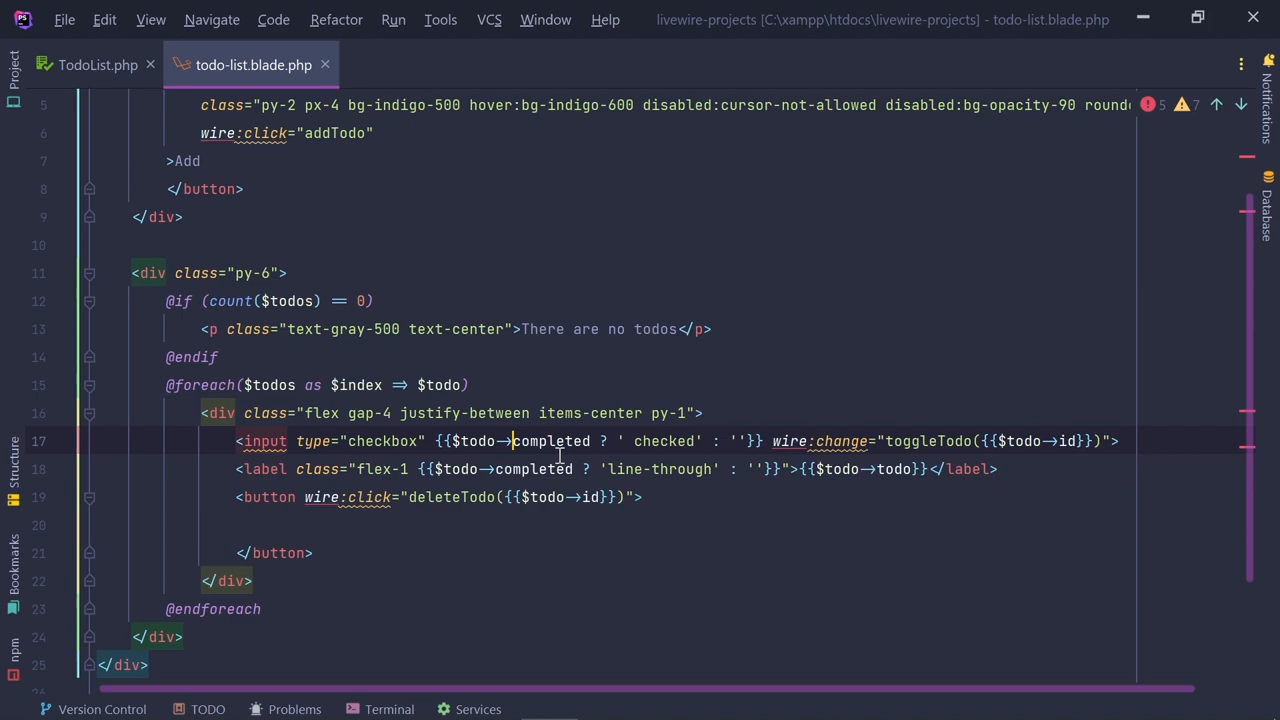 PS File Edit View Navigate Code Refactor Run Tools VCS Window Help livewire-projects [C:\xampp\htdocs\livewire-projects] - todo-list.blade.php
TodoList.php todo-list.blade.php
Project
Structure
Bookmarks
npm
5 class="py-2 px-4 bg-indigo-500 hover:bg-indigo-600 disabled:cursor-not-allowed disabled:bg-opacity-90 rounde
5 7
6 wire:click="addTodo"
7 >Add
8 </button>
9 </div>
10
11 <div class="py-6">
12 @if (count($todos) == 0)
13 <p class="text-gray-500 text-center">There are no todos</p>
14 @endif
15 @foreach($todos as $index => $todo)
16 <div class="flex gap-4 justify-between items-center py-1">
17 <input type="checkbox" {{$todo->completed ? ' checked' : ''}} wire:change="toggleTodo({{$todo->id}})">
18 <label class="flex-1 {{$todo->completed ? 'line-through' : ''}}">{{$todo->todo}}</label>
19 <button wire:click="deleteTodo({{$todo->id}})">
20
21 </button>
22 </div>
23 @endforeach
24 </div>
25 </div>
26
Notifications
Database
Version Control TODO Problems Terminal Services